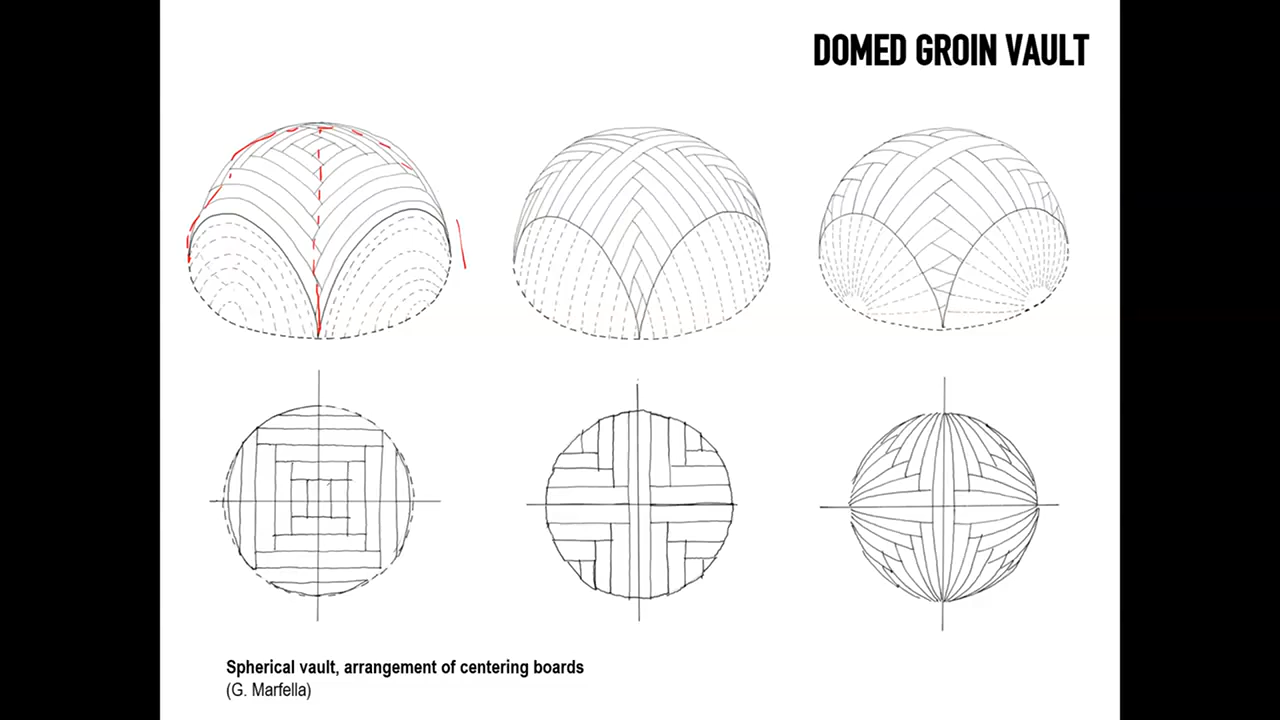 DOMED GROIN VAULT
Spherical vault, arrangement of centering boards
(G. Marfella)